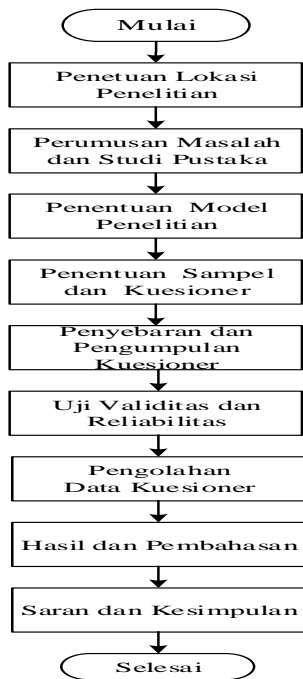 Mulai
Penetuan Lokasi
Penelitian
Perumusan Masalah
dan Studi Pustaka
Penentuan Model
Penelitian
Penentuan Sampel
dan Kuesioner
Penyebaran dan
Pengumpulan
Kuesioner
Uji Validitas dan
Reliabilitas
Pengolahan
Data Kuesioner
Hasil dan Pembahasan
Saran dan Kesimpulan
Selesai